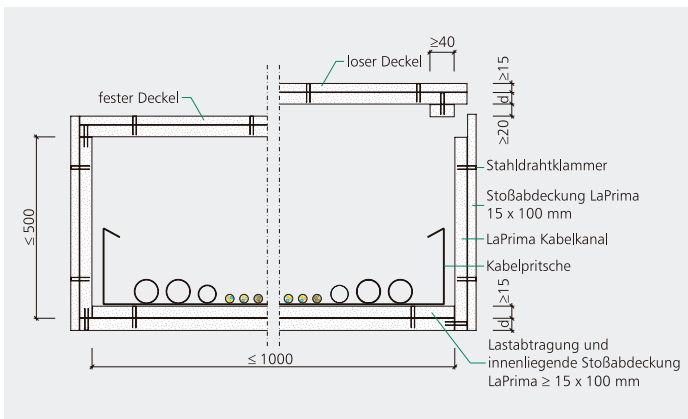 ≥40
loser Deckel
≥15
d
≥20
fester Deckel
≤ 500
Stahldrahtklammer
Stoßabdeckung LaPrima
15 x 100 mm
LaPrima Kabelkanal
Kabelpritsche
≥15
d
≤ 1000
Lastabtragung und
innenliegende Stoßabdeckung
LaPrima ≥ 15 x 100 mm